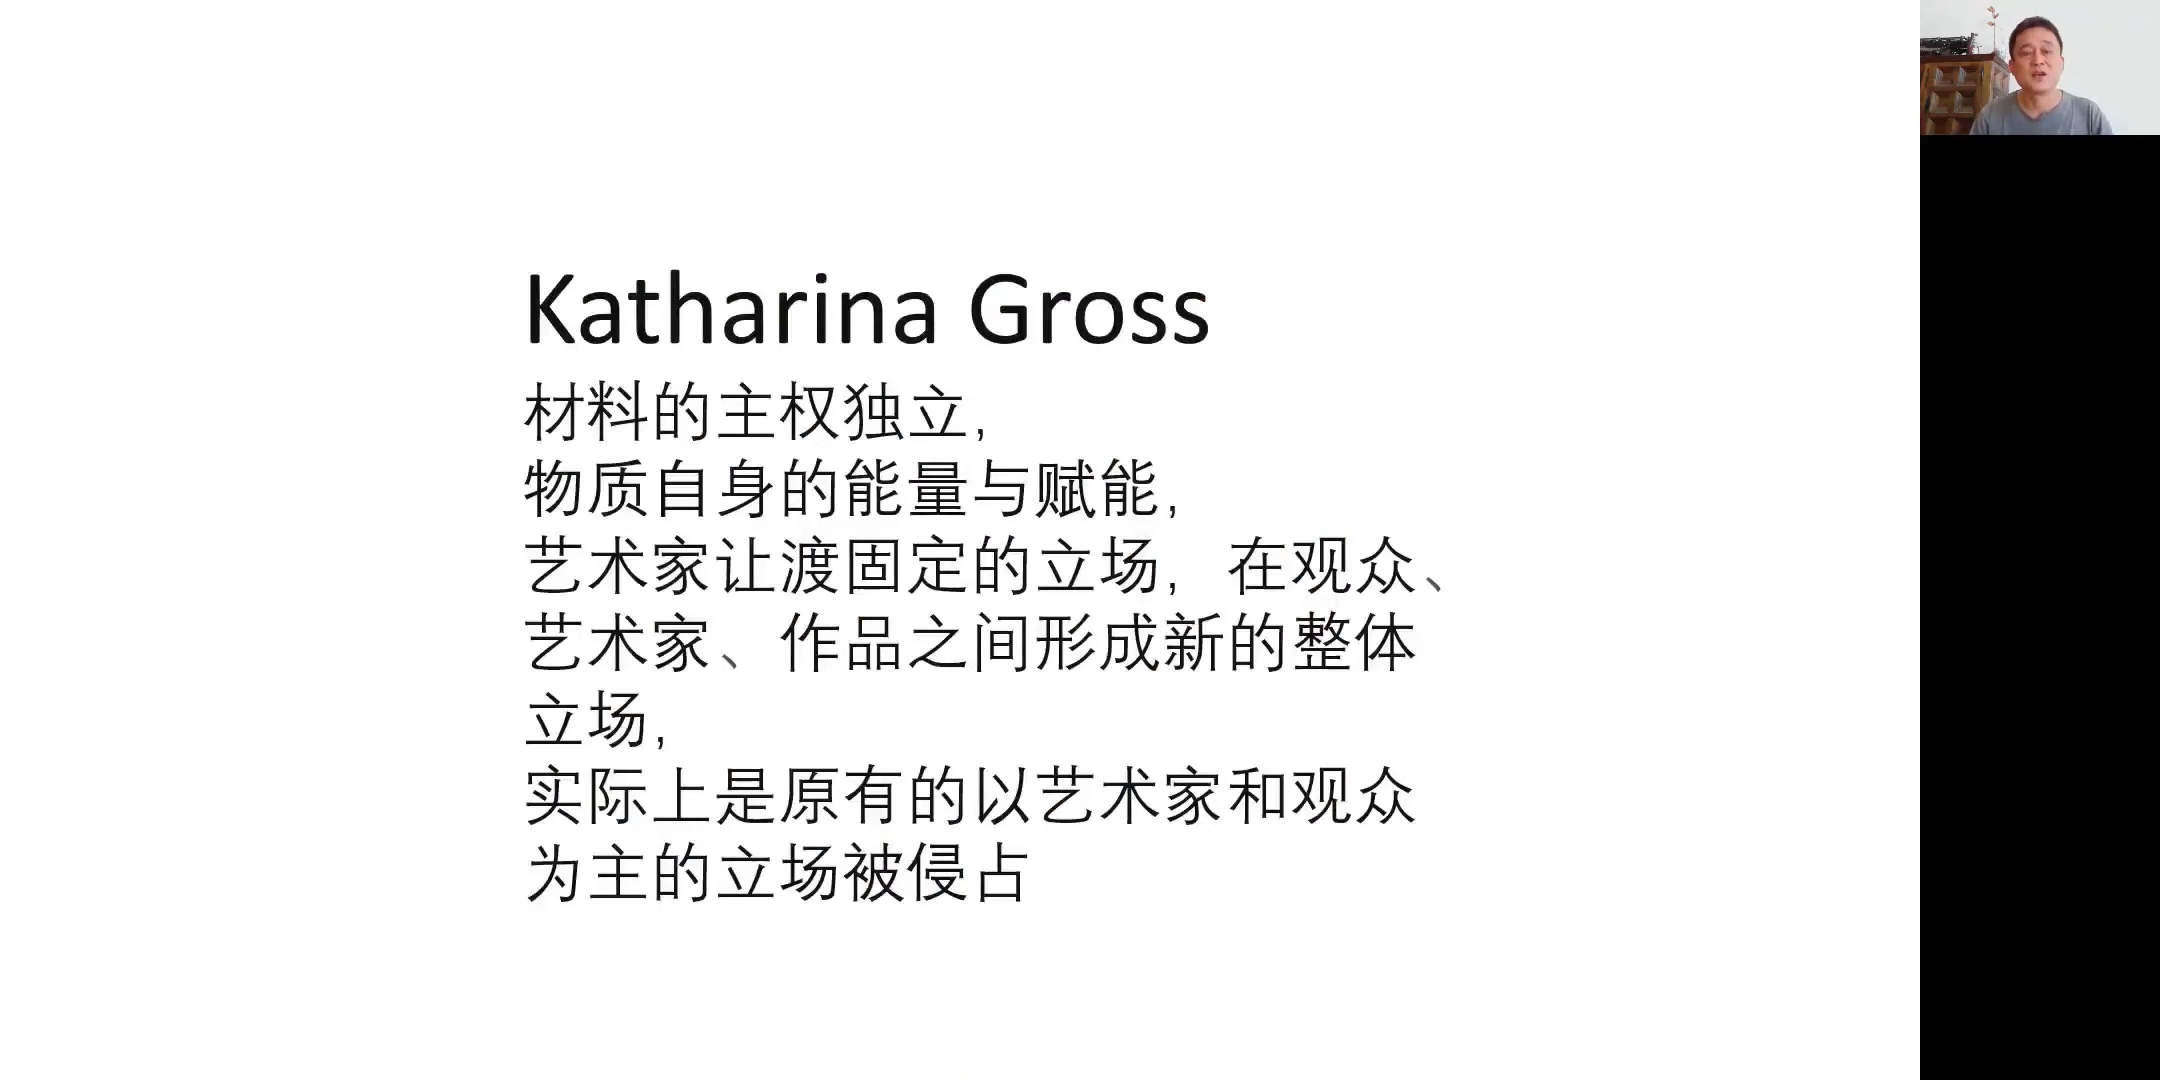 Katharina Gross
材料的主权独立,
物质自身的能量与赋能,
艺术家让渡固定的立场, 在观众、
艺术家、作品之间形成新的整体
立场,
实际上是原有的以艺术家和观众
为主的立场被侵占